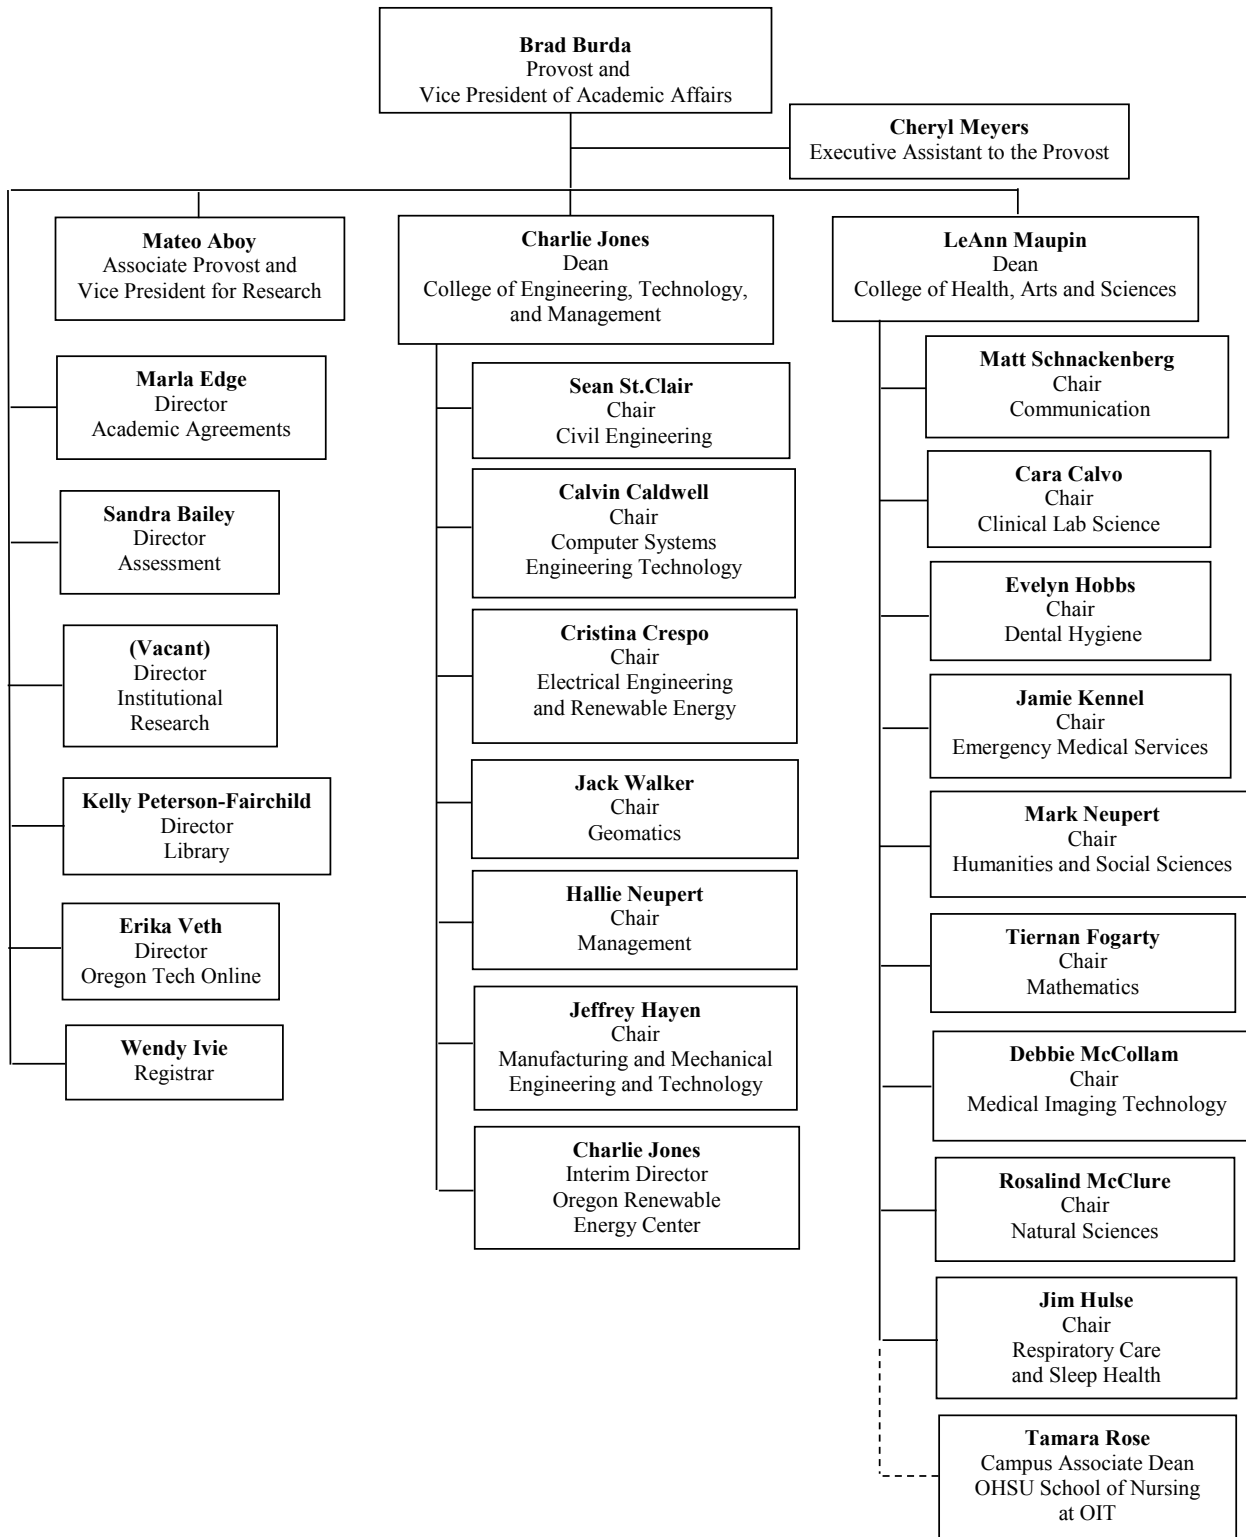 Brad Burda
Provost and
Vice President of Academic Affairs
Cheryl Meyers
Executive Assistant to the Provost
Mateo Aboy
Associate Provost and
Vice President for Research
Marla Edge
Director
Academic Agreements
Sandra Bailey
Director
Assessment
(Vacant)
Director
Institutional
Research
Kelly Peterson-Fairchild
Director
Library
Erika Veth
Director
Oregon Tech Online
Wendy Ivie
Registrar
Charlie Jones
Dean
College of Engineering, Technology,
and Management
Sean St.Clair
Chair
Civil Engineering
Calvin Caldwell
Chair
Computer Systems
Engineering Technology
Cristina Crespo
Chair
Electrical Engineering
and Renewable Energy
Jack Walker
Chair
Geomatics
Hallie Neupert
Chair
Management
Jeffrey Hayen
Chair
Manufacturing and Mechanical
Engineering and Technology
Charlie Jones
Interim Director
Oregon Renewable
Energy Center
LeAnn Maupin
Dean
College of Health, Arts and Sciences
Matt Schnackenberg
Chair
Communication
Cara Calvo
Chair
Clinical Lab Science
Evelyn Hobbs
Chair
Dental Hygiene
Jamie Kennel
Chair
Emergency Medical Services
Mark Neupert
Chair
Humanities and Social Sciences
Tiernan Fogarty
Chair
Mathematics
Debbie McCollam
Chair
Medical Imaging Technology
Rosalind McClure
Chair
Natural Sciences
Jim Hulse
Chair
Respiratory Care
and Sleep Health
Tamara Rose
Campus Associate Dean
OHSU School of Nursing
at OIT